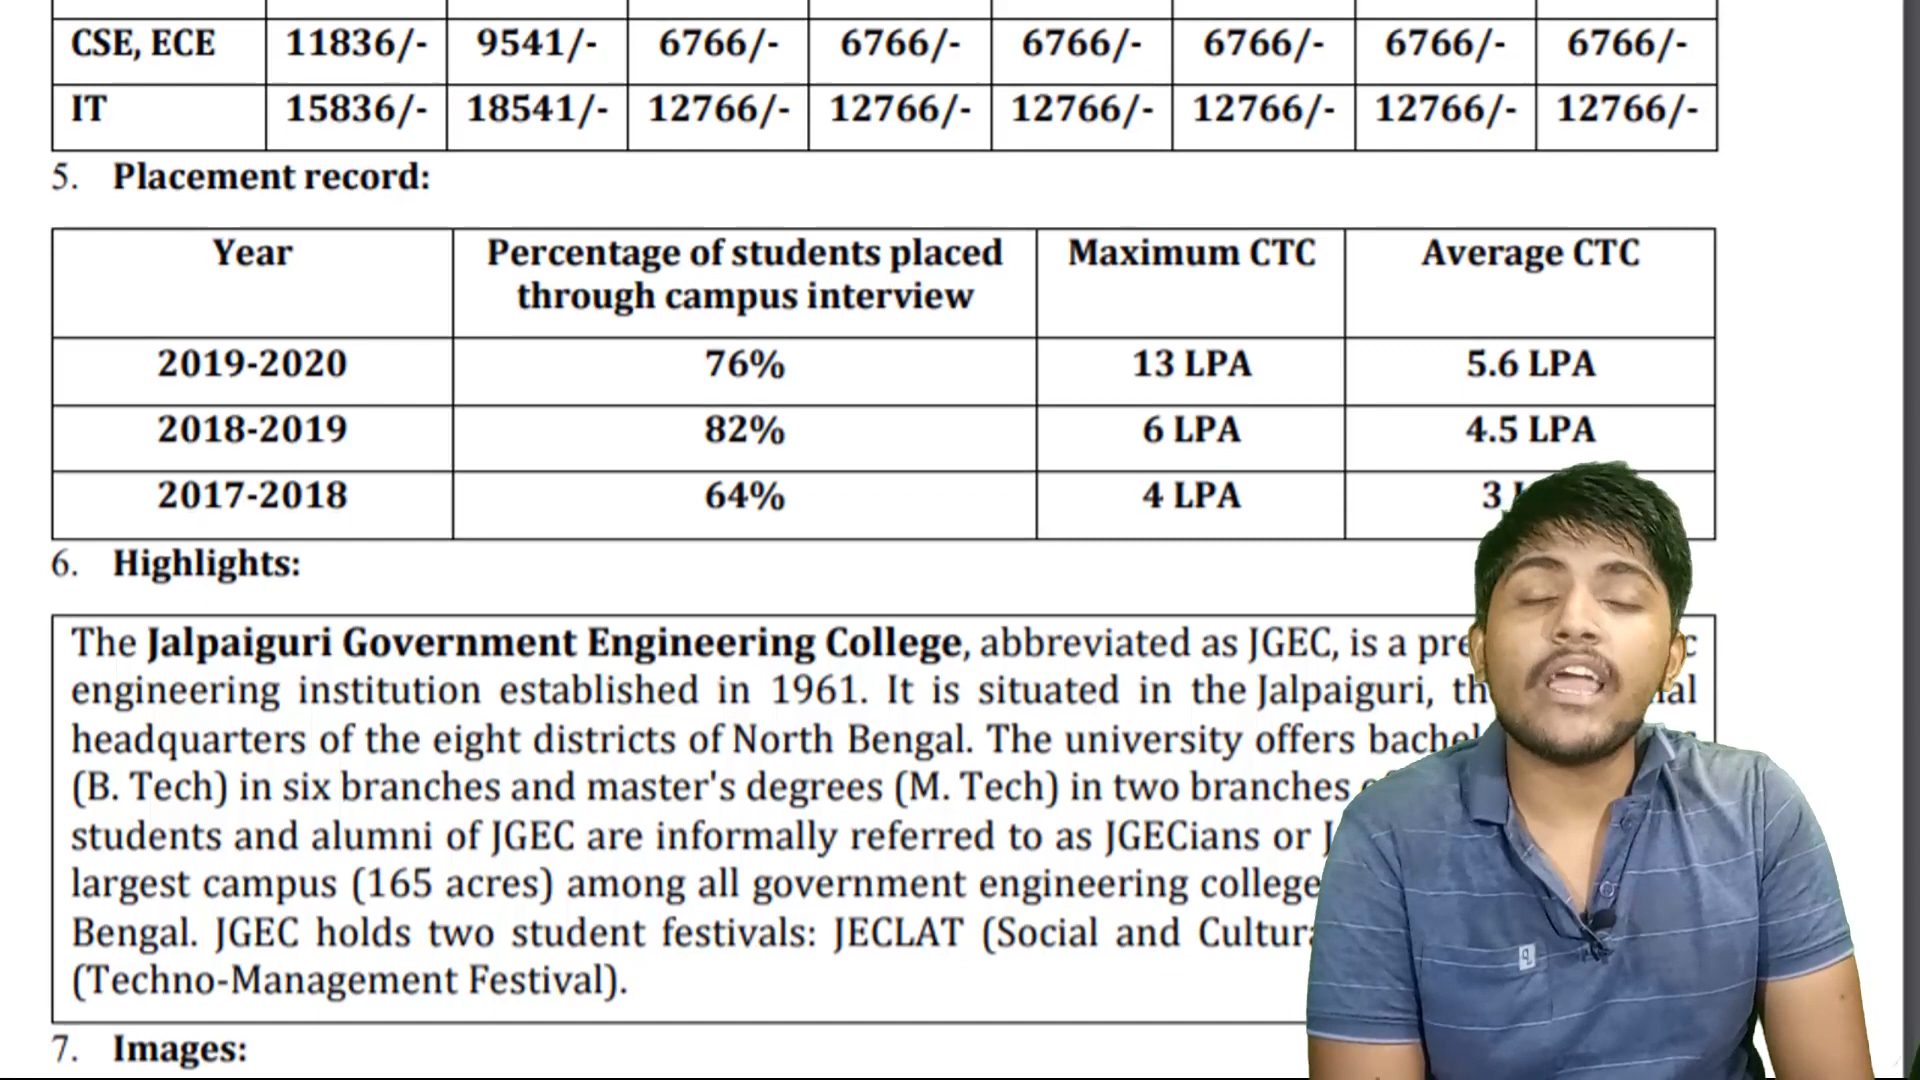 CSE, ECE 11836/- 9541/- 6766/- 6766/- 6766/- 6766/- 6766/- 6766/-
IT 15836/- 18541/- 12766/- 12766/- 12766/- 12766/- 12766/- 12766/-
5. Placement record:
Year Percentage of students placed through campus interview Maximum CTC Average CTC
2019-2020 76% 13 LPA 5.6 LPA
2018-2019 82% 6 LPA 4.5 LPA
2017-2018 64% 4 LPA 3
6. Highlights:
The Jalpaiguri Government Engineering College, abbreviated as JGEC, is a
engineering institution established in 1961. It is situated in the Jalpaiguri,
headquarters of the eight districts of North Bengal. The university offers
(B. Tech) in six branches and master's degrees (M. Tech) in two branches
students and alumni of JGEC are informally referred to as JGECians or
largest campus (165 acres) among all government engineering
Bengal. JGEC holds two student festivals: JECLAT (Social and
(Techno-Management Festival).
7. Images: